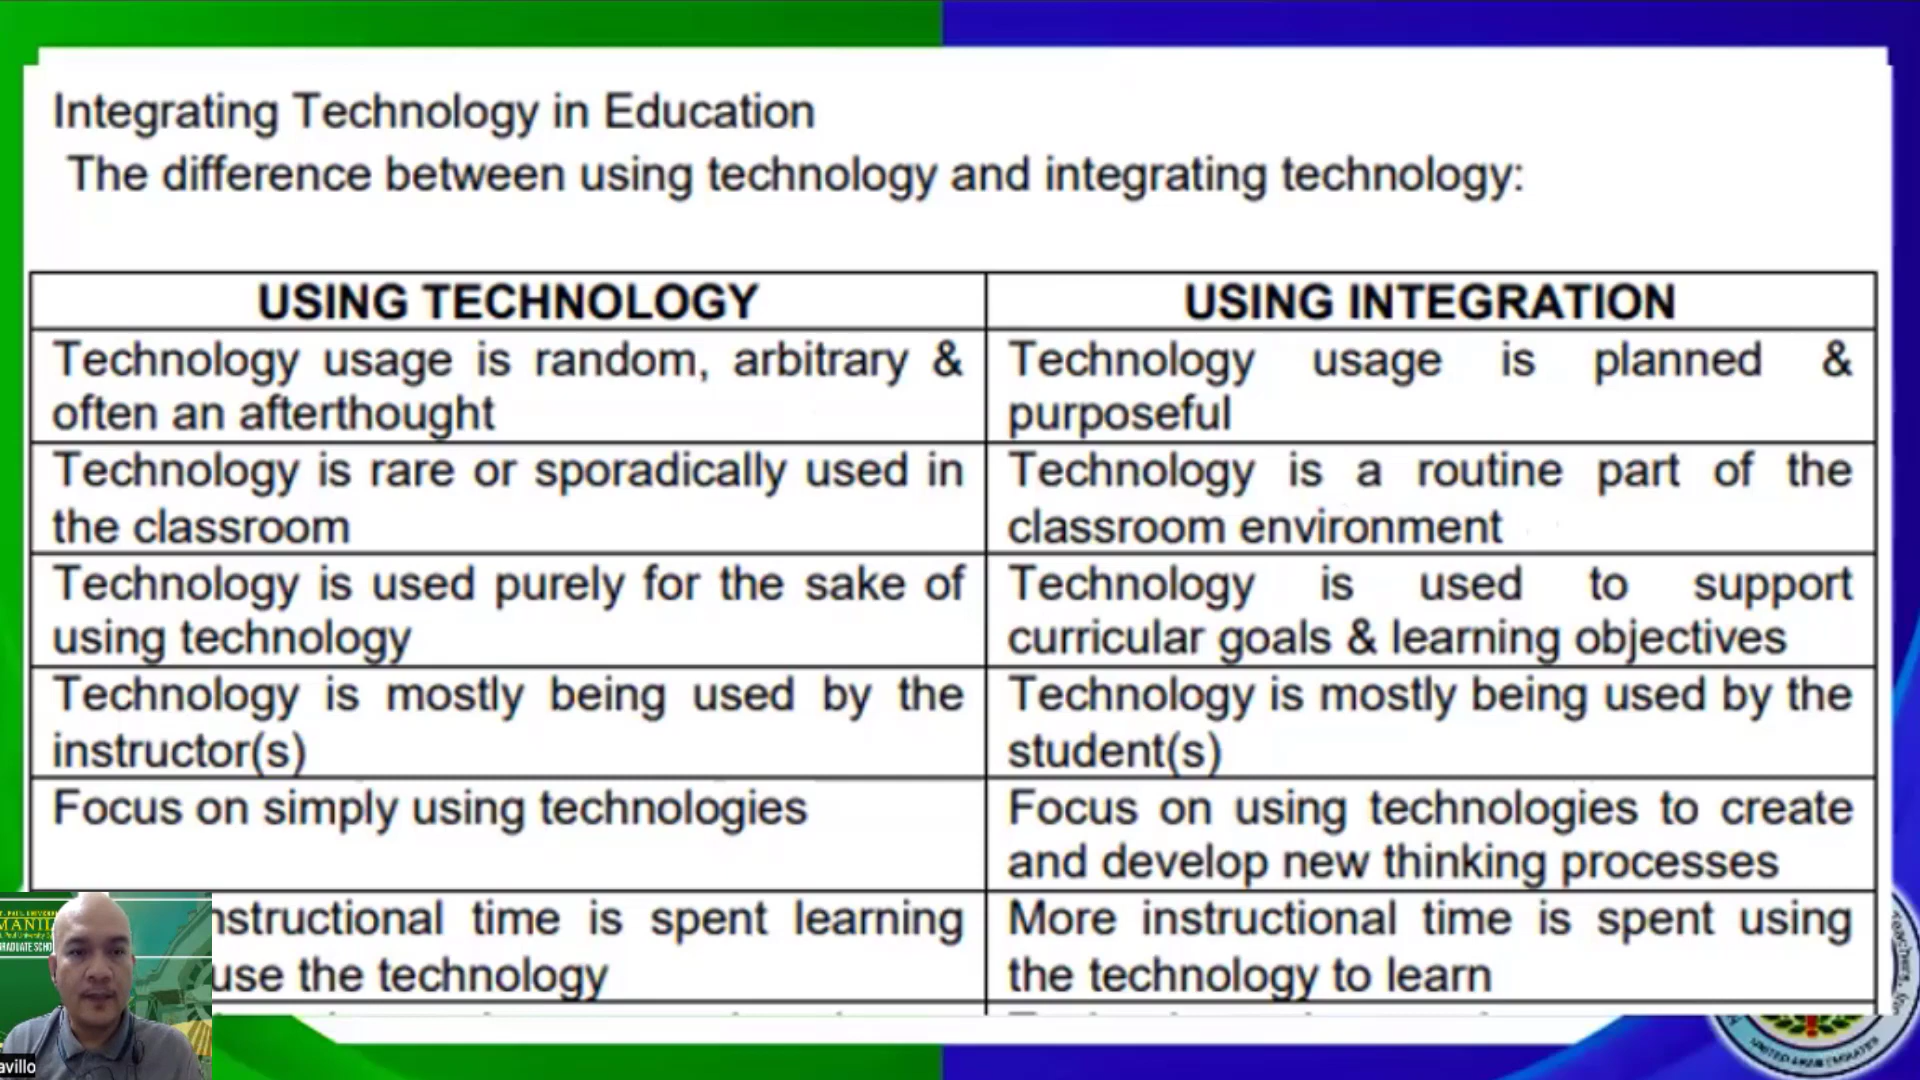 Integrating Technology in Education
The difference between using technology and integrating technology:
USING TECHNOLOGY
USING INTEGRATION
Technology usage is random, arbitrary &
often an afterthought
Technology usage is planned &
purposeful
Technology is rare or sporadically used in
the classroom
Technology is a routine part of the
classroom environment
Technology is used purely for the sake of
using technology
Technology is used to support
curricular goals & learning objectives
Technology is mostly being used by the
instructor(s)
Technology is mostly being used by the
student(s)
Focus on simply using technologies
Focus on using technologies to create
and develop new thinking processes
nstructional time is spent learning
use the technology
More instructional time is spent using
the technology to learn
avillo
UNITED ARAB EMIRATES